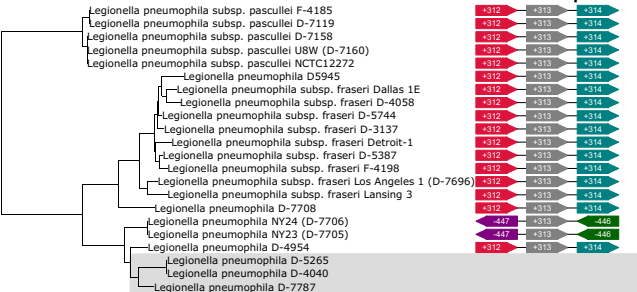 Legionella pneumophila subsp. pascullei F-4185 +312 +313 +314
Legionella pneumophila subsp. pascullei D-7119 +312 +313 +314
Legionella pneumophila subsp. pascullei D-7158 +312 +313 +314
Legionella pneumophila subsp. pascullei U8W (D-7160) +312 +313 +314
Legionella pneumophila subsp. pascullei NCTC12272 +312 +313 +314
Legionella pneumophila D5945 +312 +313 +314
Legionella pneumophila subsp. fraseri Dallas 1E +312 +313 +314
Legionella pneumophila subsp. fraseri D-4058 +312 +313 +314
Legionella pneumophila subsp. fraseri D-5744 +312 +313 +314
Legionella pneumophila subsp. fraseri D-3137 +312 +313 +314
Legionella pneumophila subsp. fraseri Detroit-1 +312 +313 +314
Legionella pneumophila subsp. fraseri D-5387 +312 +313 +314
Legionella pneumophila subsp. fraseri F-4198 +312 +313 +314
Legionella pneumophila subsp. fraseri Los Angeles 1 (D-7696) +312 +313 +314
Legionella pneumophila subsp. fraseri Lansing 3 +312 +313 +314
Legionella pneumophila D-7708 +312 +313 +314
Legionella pneumophila NY24 (D-7706) -447 +313 -446
Legionella pneumophila NY23 (D-7705) -447 +313 -446
Legionella pneumophila D-4954 +312 +313 +314
Legionella pneumophila D-5265
Legionella pneumophila D-4040
Legionella pneumophila D-7787